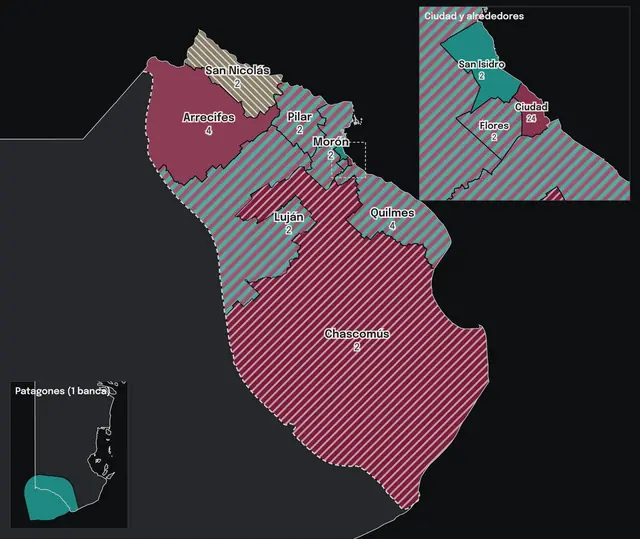 Ciudad y alrededores
San Isidro
2
Ciudad
24
Flores
2
San Nicolás
2
Arrecifes
4
Pilar
2
Morón
2
Luján
2
Quilmes
4
Chascomús
2
Patagones (1 banca)